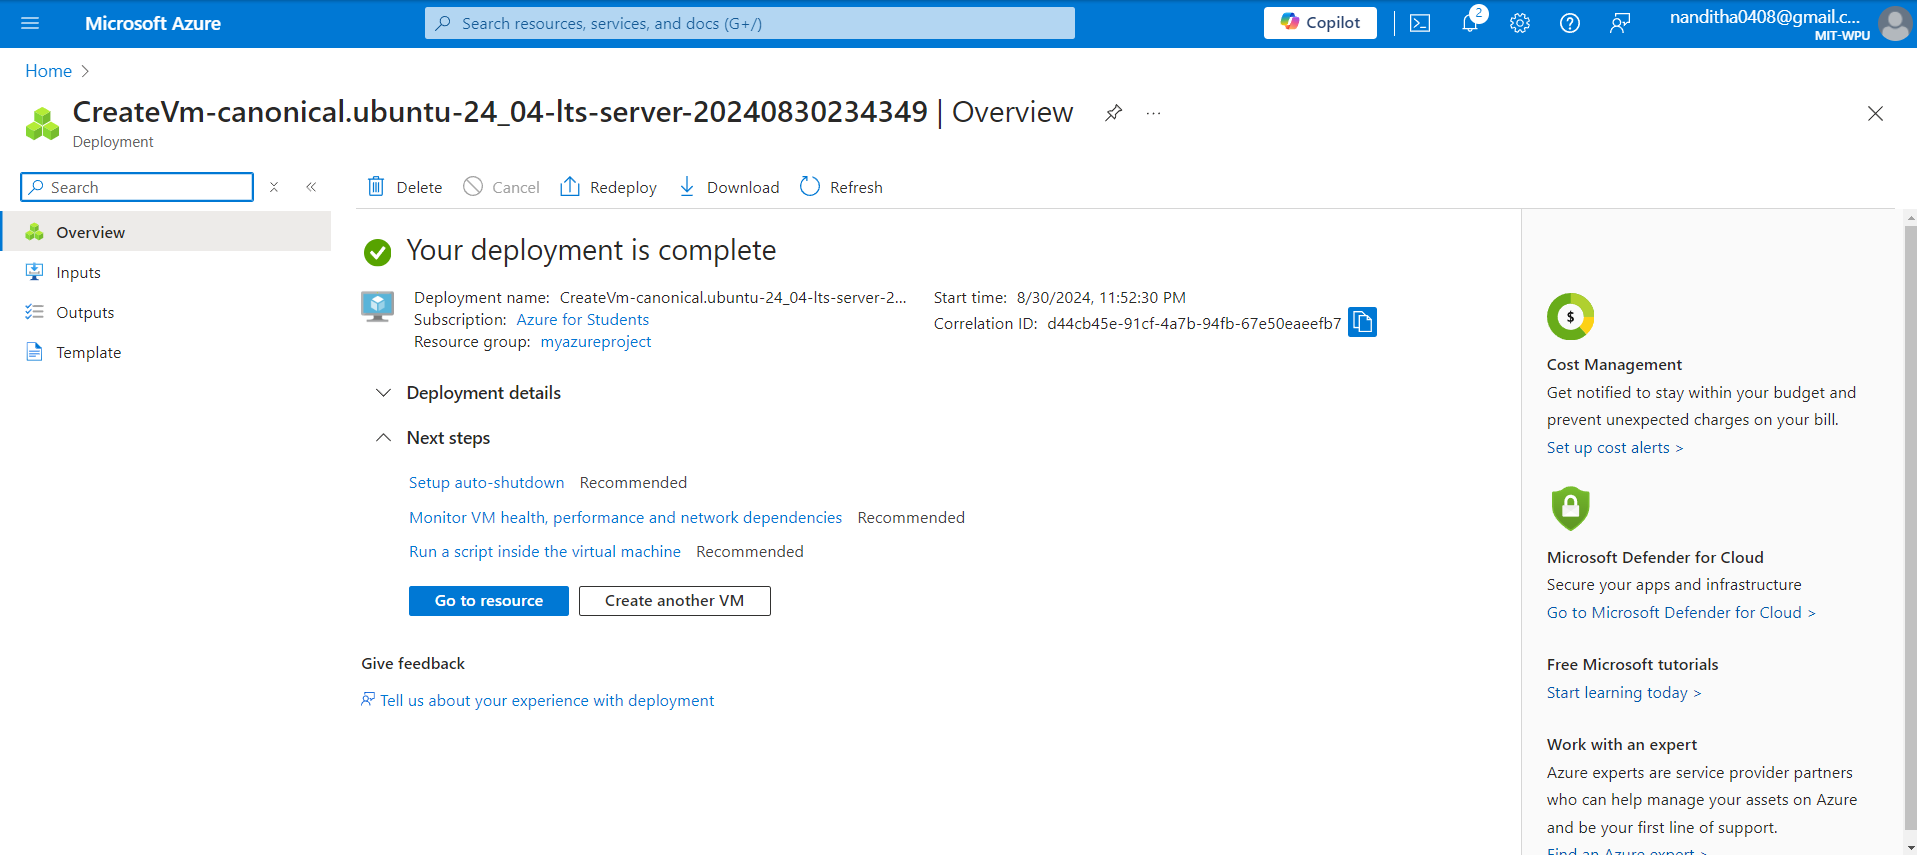 Microsoft Azure
Search resources, services, and docs (G+/)
Copilot
2
nanditha0408@gmail.c...
MIT-WPU
Home
CreateVm-canonical.ubuntu-24_04-lts-server-20240830234349 | Overview
...
Deployment
Search
Delete
Cancel
Redeploy
Download
Refresh
Overview
Inputs
Outputs
Template
Your deployment is complete
Deployment name: CreateVm-canonical.ubuntu-24_04-lts-server-2...
Subscription: Azure for Students
Resource group: myazureproject
Start time: 8/30/2024, 11:52:30 PM
Correlation ID: d44cb45e-91cf-4a7b-94fb-67e50eaeefb7
Deployment details
Next steps
Setup auto-shutdown Recommended
Monitor VM health, performance and network dependencies Recommended
Run a script inside the virtual machine Recommended
Go to resource
Create another VM
Give feedback
Tell us about your experience with deployment
$
Cost Management
Get notified to stay within your budget and
prevent unexpected charges on your bill.
Set up cost alerts >
Microsoft Defender for Cloud
Secure your apps and infrastructure
Go to Microsoft Defender for Cloud >
Free Microsoft tutorials
Start learning today >
Work with an expert
Azure experts are service provider partners
who can help manage your assets on Azure
and be your first line of support.
Find an Azure expert >